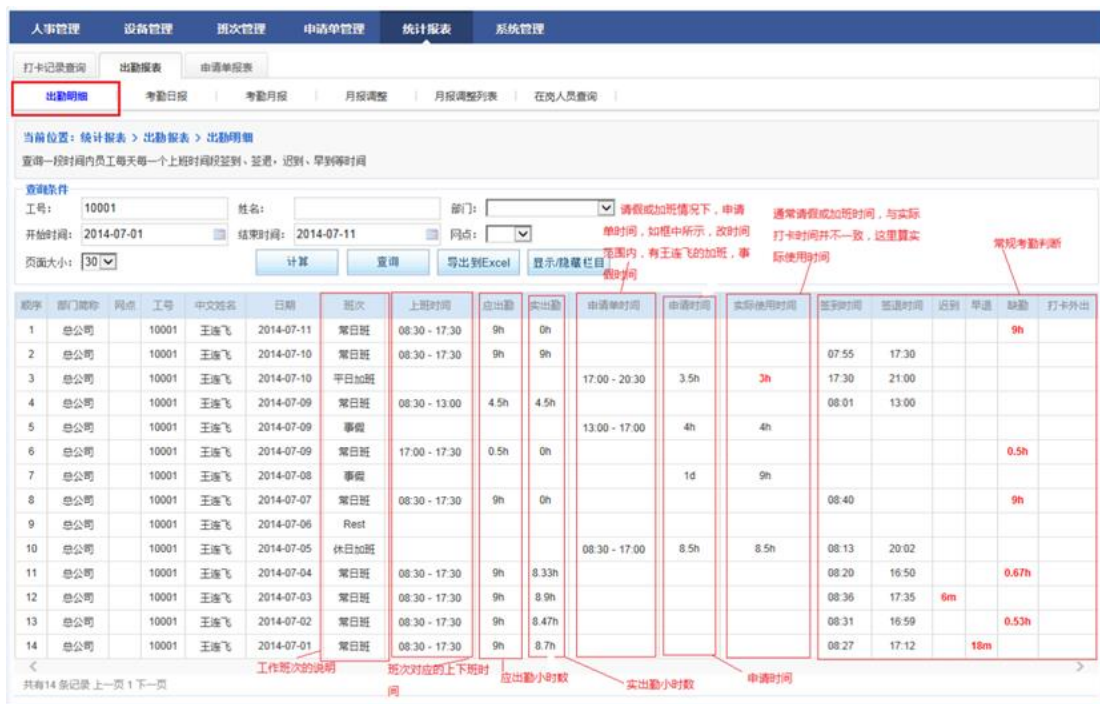 人事管理 设备管理 班次管理 申请单管理 统计报表 系统管理
打卡记录查询 出勤报表 申请单报表
出勤明细 考勤日报 考勤月报 月报调整 月报调整列表 在岗人员查询
当前位置：统计报表 > 出勤报表 > 出勤明细
查询一段时间内员工每天每一个上班时间段签到、签退，迟到、早到等时间
查询条件
工号： 10001 姓名： 部门：
开始时间： 2014-07-01 结束时间： 2014-07-11 网点：
页面大小： 30 计算 查询 导出到Excel 显示/隐藏栏目
请假或加班情况下，申请
单时间，如框中所示，改时间
范围内，有王连飞的加班，事
假时间
通常请假或加班时间，与实际
打卡时间并不一致，这里算实
际使用时间
常规考勤判断
顺序 部门简称 网点 工号 中文姓名 日期 班次 上班时间 应出勤 实出勤 申请单时间 申请时间 实际使用时间 签到时间 签退时间 迟到 早退 缺勤 打卡外出
1 总公司 10001 王连飞 2014-07-11 常日班 08:30 - 17:30 9h 0h 9h
2 总公司 10001 王连飞 2014-07-10 常日班 08:30 - 17:30 9h 9h 07:55 17:30
3 总公司 10001 王连飞 2014-07-10 平日加班 17:00 - 20:30 3.5h 3h 17:30 21:00
4 总公司 10001 王连飞 2014-07-09 常日班 08:30 - 13:00 4.5h 4.5h 08:01 13:00
5 总公司 10001 王连飞 2014-07-09 事假 13:00 - 17:00 4h 4h
6 总公司 10001 王连飞 2014-07-09 常日班 17:00 - 17:30 0.5h 0h 0.5h
7 总公司 10001 王连飞 2014-07-08 事假 1d 9h
8 总公司 10001 王连飞 2014-07-07 常日班 08:30 - 17:30 9h 0h 08:40 9h
9 总公司 10001 王连飞 2014-07-06 Rest
10 总公司 10001 王连飞 2014-07-05 休日加班 08:30 - 17:00 8.5h 8.5h 08:13 20:02
11 总公司 10001 王连飞 2014-07-04 常日班 08:30 - 17:30 9h 8.33h 08:20 16:50 0.67h
12 总公司 10001 王连飞 2014-07-03 常日班 08:30 - 17:30 9h 8.9h 08:36 17:35 6m
13 总公司 10001 王连飞 2014-07-02 常日班 08:30 - 17:30 9h 8.47h 08:31 16:59 0.53h
14 总公司 10001 王连飞 2014-07-01 常日班 08:30 - 17:30 9h 8.7h 08:27 17:12 18m
工作班次的说明
班次对应的上下班时
间
应出勤小时数
实出勤小时数
申请时间
共有14 条记录 上一页 1 下一页